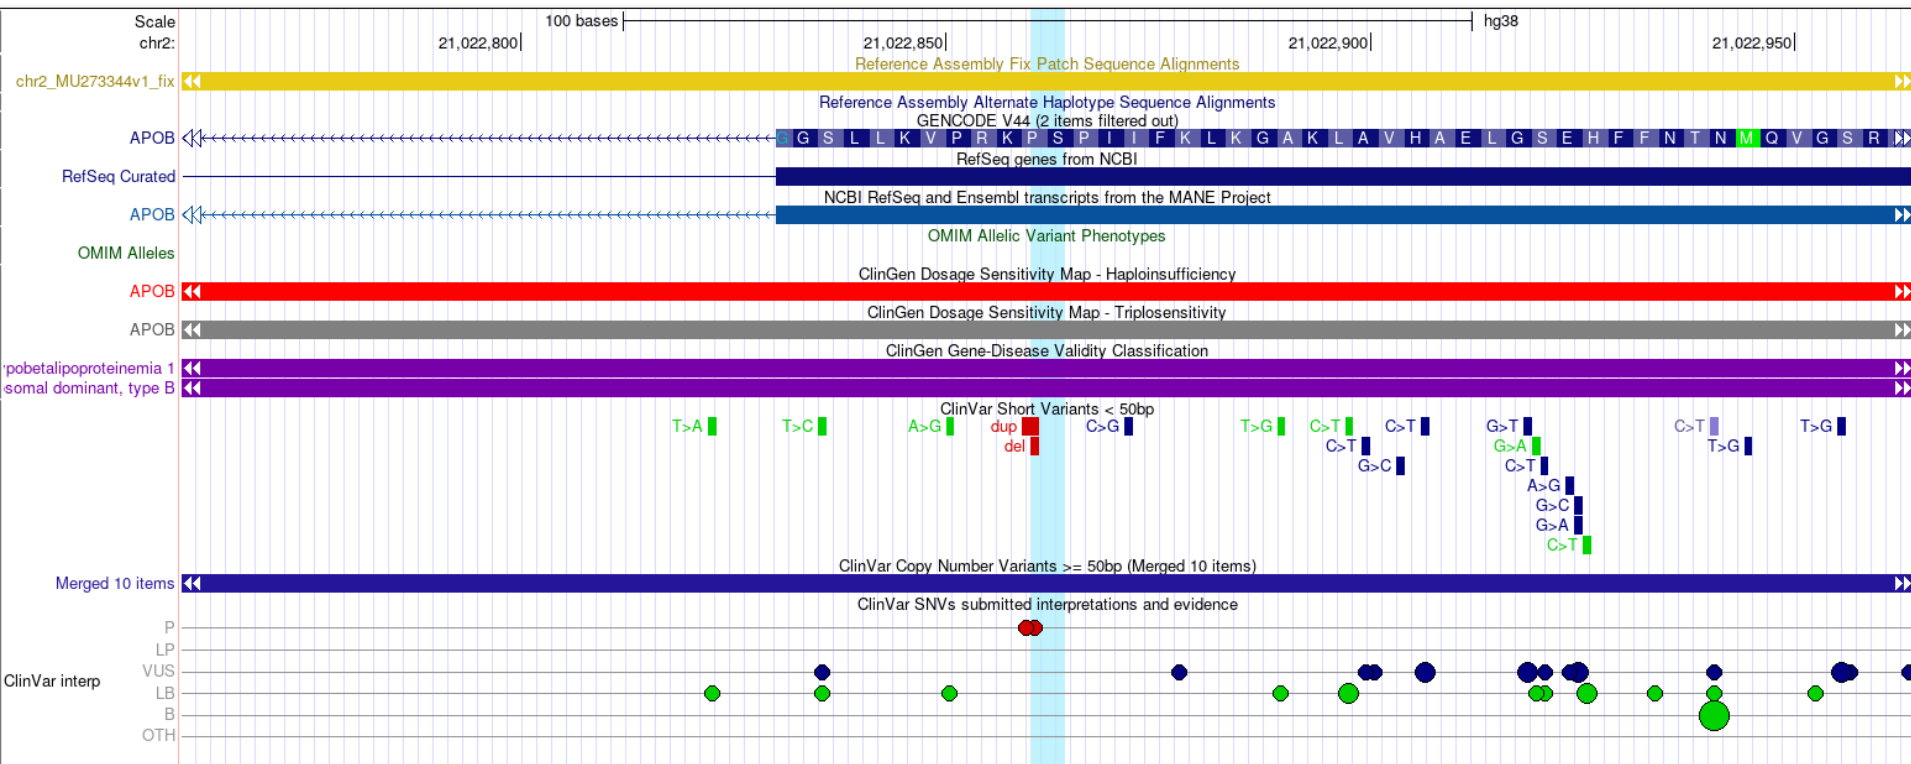 Scale 100 bases hg38
chr2: 21,022,800 21,022,850 21,022,900 21,022,950
Reference Assembly Fix Patch Sequence Alignments
chr2_MU273344v1_fix
Reference Assembly Alternate Haplotype Sequence Alignments
GENCODE V44 (2 items filtered out)
APOB G G S L L K V P R K P S P I I F K L K G A K L A V H A E L G S E H F F N T N M Q V G S R
RefSeq genes from NCBI
RefSeq Curated
NCBI RefSeq and Ensembl transcripts from the MANE Project
APOB
OMIM Allelic Variant Phenotypes
OMIM Alleles
ClinGen Dosage Sensitivity Map - Haploinsufficiency
APOB
ClinGen Dosage Sensitivity Map - Triplosensitivity
APOB
ClinGen Gene-Disease Validity Classification
pobetalipoproteinemia 1
somal dominant, type B
ClinVar Short Variants < 50bp
T>A T>C A>G dup C>G T>G C>T C>T G>T C>T T>G
del C>T G>A T>G
G>C C>T
A>G
G>C
G>A
C>T
ClinVar Copy Number Variants >= 50bp (Merged 10 items)
Merged 10 items
ClinVar SNVs submitted interpretations and evidence
P
LP
VUS
ClinVar interp
LB
B
OTH